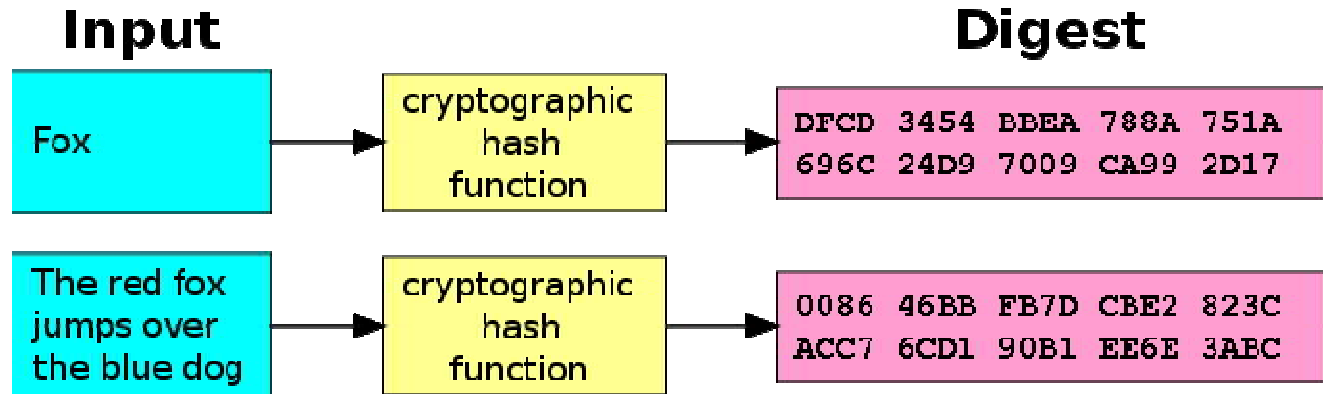 Input
Digest
Fox
cryptographic
hash
function
DFCD 3454 BBEA 788A 751A
696C 24D9 7009 CA99 2D17
The red fox
jumps over
the blue dog
cryptographic
hash
function
0086 46BB FB7D CBE2 823C
ACC7 6CD1 90B1 EE6E 3ABC